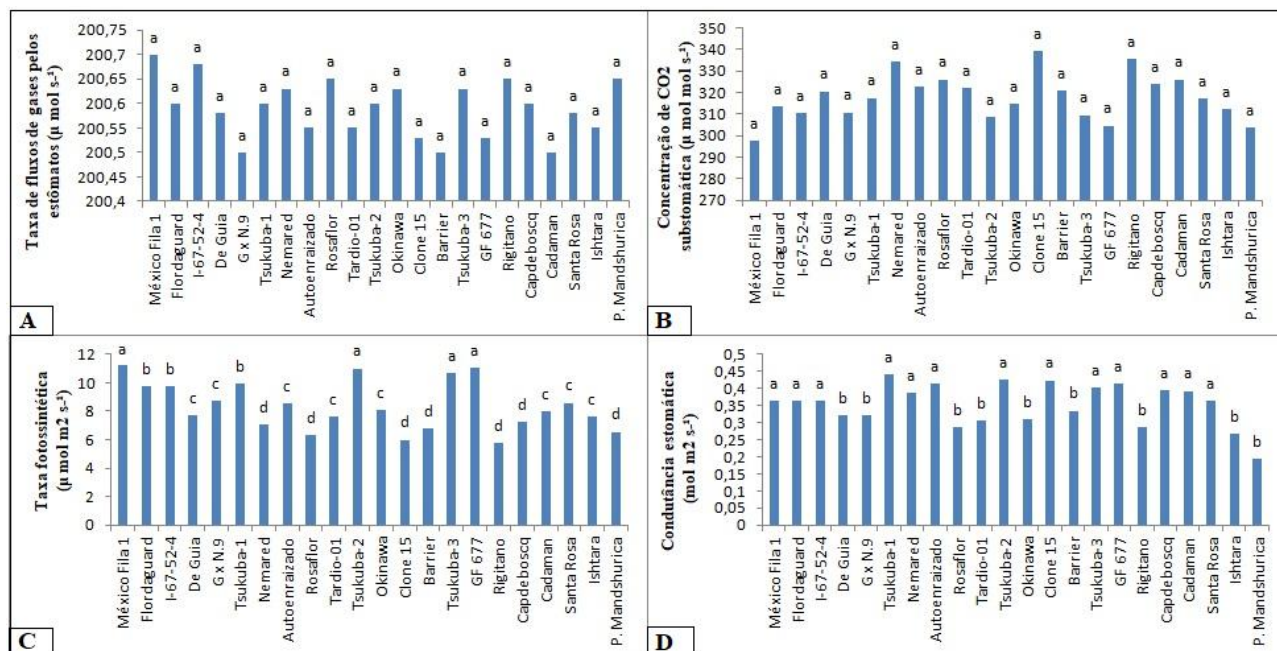 Taxa de fluxos de gases pelos
estômatos (µ mol s-¹)
200,75
200,7
200,65
200,6
200,55
200,5
200,45
200,4
a a a a a a a a a a a a a a a a a a a a a a
México Fila 1
Flordaguard
I-67-52-4
De Guia
G x N.9
Tsukuba-1
Nemared
Autoenraizado
Rosaflor
Tardio-01
Tsukuba-2
Okinawa
Clone 15
Barrier
Tsukuba-3
GF 677
Rigitano
Capdeboscq
Cadaman
Santa Rosa
Ishtara
P. Mandshurica
A
Concentração de CO2
substomática (µ mol mol s-¹)
350
340
330
320
310
300
290
280
270
a a a a a a a a a a a a a a a a a a a a a a
México Fila 1
Flordaguard
I-67-52-4
De Guia
G x N.9
Tsukuba-1
Nemared
Autoenraizado
Rosaflor
Tardio-01
Tsukuba-2
Okinawa
Clone 15
Barrier
Tsukuba-3
GF 677
Rigitano
Capdeboscq
Cadaman
Santa Rosa
Ishtara
P. Mandshurica
B
Taxa fotossintética
(µ mol m2 s-¹)
12
10
8
6
4
2
0
a b b c c b d c d c a c d d a a d c c c c d
México Fila 1
Flordaguard
I-67-52-4
De Guia
G x N.9
Tsukuba-1
Nemared
Autoenraizado
Rosaflor
Tardio-01
Tsukuba-2
Okinawa
Clone 15
Barrier
Tsukuba-3
GF 677
Rigitano
Capdeboscq
Cadaman
Santa Rosa
Ishtara
P. Mandshurica
C
Condutância estomática
(mol m2 s-¹)
0,5
0,45
0,4
0,35
0,3
0,25
0,2
0,15
0,1
0,05
0
a a a b b a a a b b a b a b a a b a a a b b
México Fila 1
Flordaguard
I-67-52-4
De Guia
G x N.9
Tsukuba-1
Nemared
Autoenraizado
Rosaflor
Tardio-01
Tsukuba-2
Okinawa
Clone 15
Barrier
Tsukuba-3
GF 677
Rigitano
Capdeboscq
Cadaman
Santa Rosa
Ishtara
P. Mandshurica
D